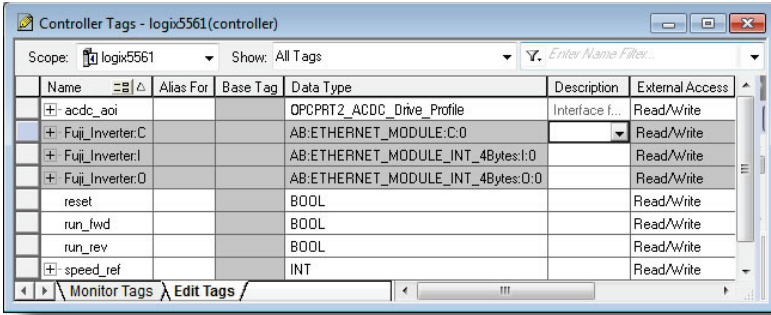 Controller Tags - logix5561(controller)
Scope: logix5561 Show: All Tags Enter Name Filter...
Name Alias For Base Tag Data Type Description External Access
acdc_aoi OPCPRT2_ACDC_Drive_Profile Interface f... Read/Write
Fuji_Inverter:C AB:ETHERNET_MODULE:C:0 Read/Write
Fuji_Inverter:I AB:ETHERNET_MODULE_INT_4Bytes:I:0 Read/Write
Fuji_Inverter:O AB:ETHERNET_MODULE_INT_4Bytes:O:0 Read/Write
reset BOOL Read/Write
run_fwd BOOL Read/Write
run_rev BOOL Read/Write
speed_ref INT Read/Write
Monitor Tags Edit Tags